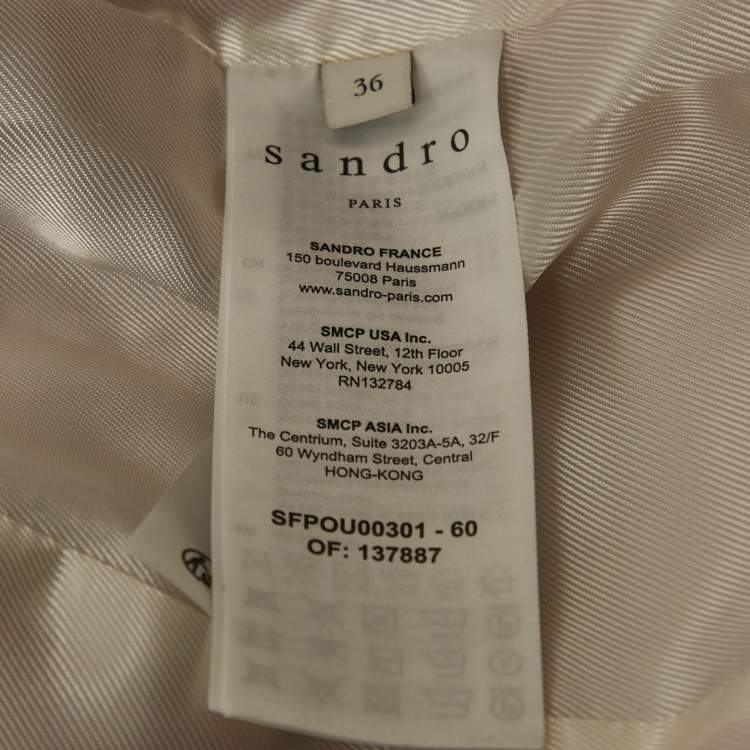 36
sandro
PARIS
SANDRO FRANCE
150 boulevard Haussmann
75008 Paris
www.sandro-paris.com
SMCP USA Inc.
44 Wall Street, 12th Floor
New York, New York 10005
RN132784
SMCP ASIA Inc.
The Centrium, Suite 3203A-5A, 32/F
60 Wyndham Street, Central
HONG-KONG
SFPOU00301 - 60
OF: 137887